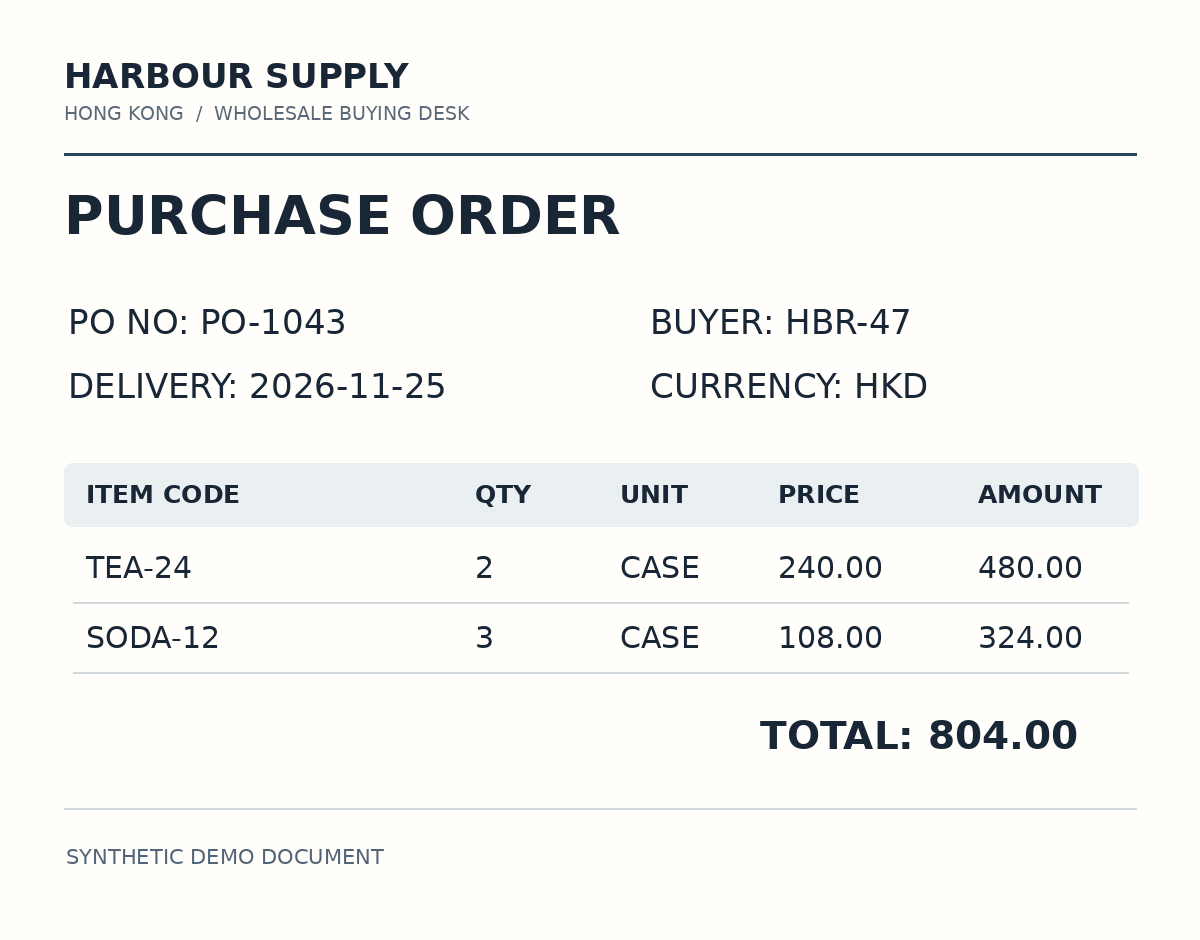 HARBOUR SUPPLY
HONG KONG / WHOLESALE BUYING DESK
PURCHASE ORDER
PO NO: PO-1043 BUYER: HBR-47
DELIVERY: 2026-11-25 CURRENCY: HKD
ITEM CODE QTY UNIT PRICE AMOUNT
TEA-24 2 CASE 240.00 480.00
SODA-12 3 CASE 108.00 324.00
TOTAL: 804.00
SYNTHETIC DEMO DOCUMENT